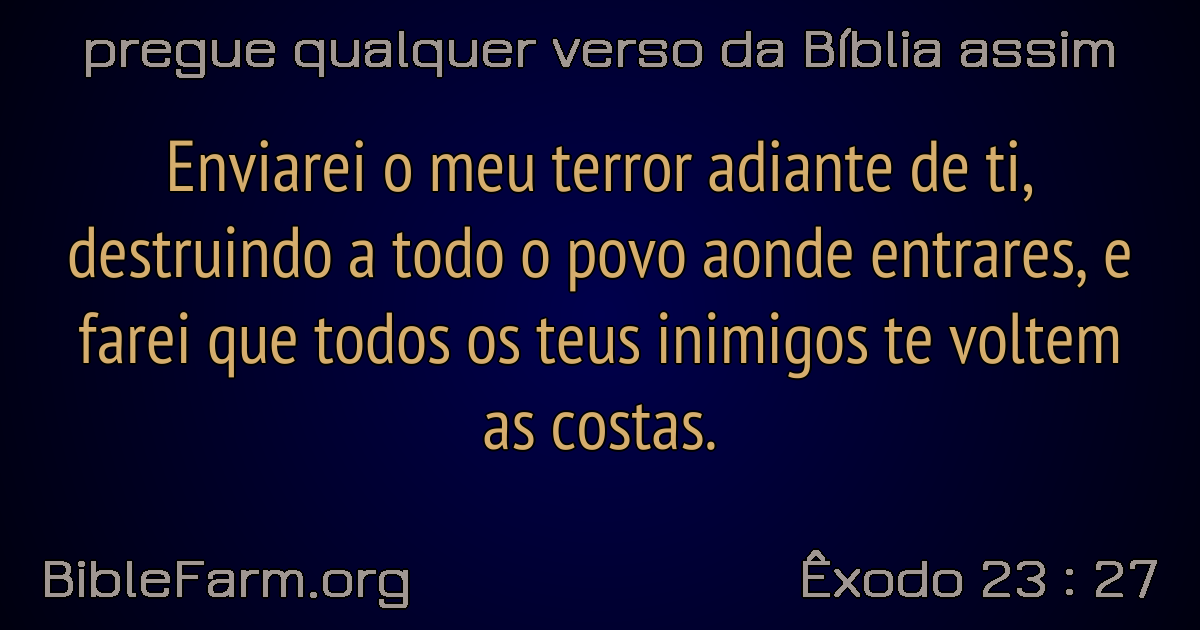 pregue qualquer verso da Bíblia assim
Enviarei o meu terror adiante de ti,
destruindo a todo o povo aonde entrares, e
farei que todos os teus inimigos te voltem
as costas.
BibleFarm.org
Êxodo 23 : 27